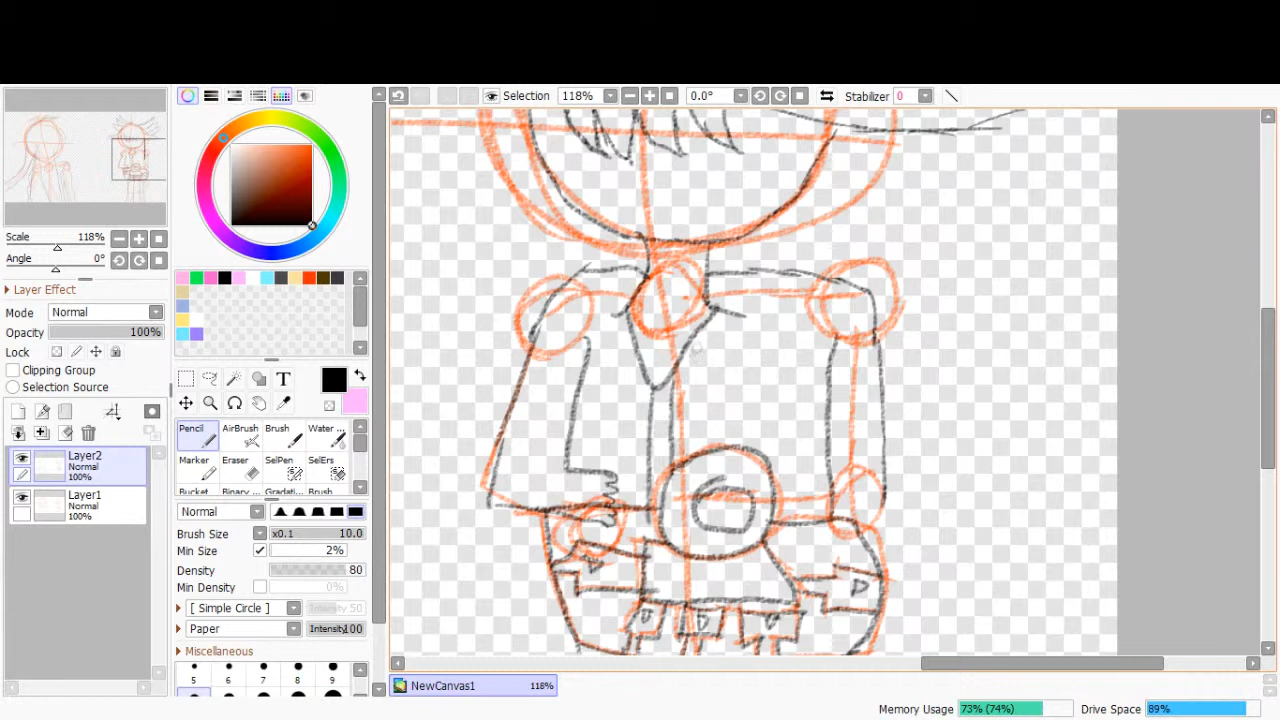 Selection 118% 0.0° Stabilizer 0
Scale 118%
Angle 0°
Layer Effect
Mode Normal
Opacity 100%
Lock
Clipping Group
Selection Source
Layer2
Normal
100%
Layer1
Normal
100%
T
Pencil AirBrush Brush Water ...
Marker Eraser SelPen SelErs
Bucket Binary ... Gradati... Brush
Normal
Brush Size x0.1 10.0
Min Size 2%
Density 80
Min Density 0%
[ Simple Circle ] Intensity 50
Paper Intensity 100
Miscellaneous
5 6 7 8 9
NewCanvas1 118%
Memory Usage 73% (74%) Drive Space 89%